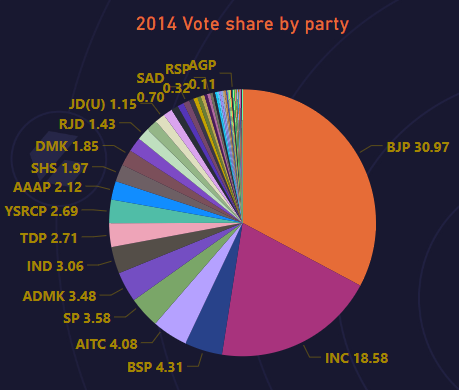 2014 Vote share by party
RSP
0.32
AGP
0.11
SAD
0.70
JD(U) 1.15
RJD 1.43
DMK 1.85
SHS 1.97
AAAP 2.12
YSRCP 2.69
TDP 2.71
IND 3.06
ADMK 3.48
SP 3.58
AITC 4.08
BSP 4.31
INC 18.58
BJP 30.97